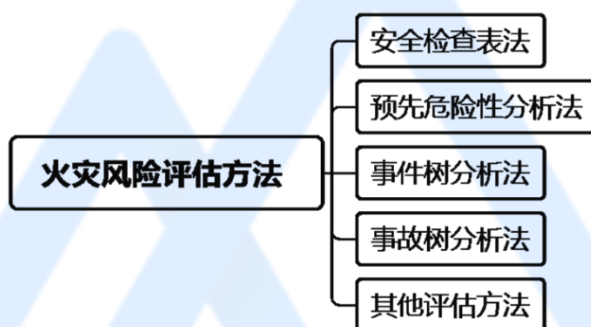 安全检查表法
预先危险性分析法
火灾风险评估方法
事件树分析法
事故树分析法
其他评估方法